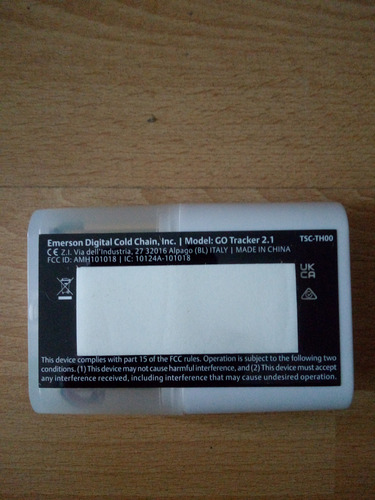 Emerson Digital Cold Chain, Inc. | Model: GO Tracker 2.1 TSC-TH00
CE Z.I. Via dell'Industria, 27 32016 Alpago (BL) ITALY | MADE IN CHINA
FCC ID: AMH101018 | IC: 10124A-101018
UK
CA
This device complies with part 15 of the FCC rules. Operation is subject to the following two
conditions. (1) This device may not cause harmful interference, and (2) This device must accept
any interference received, including interference that may cause undesired operation.